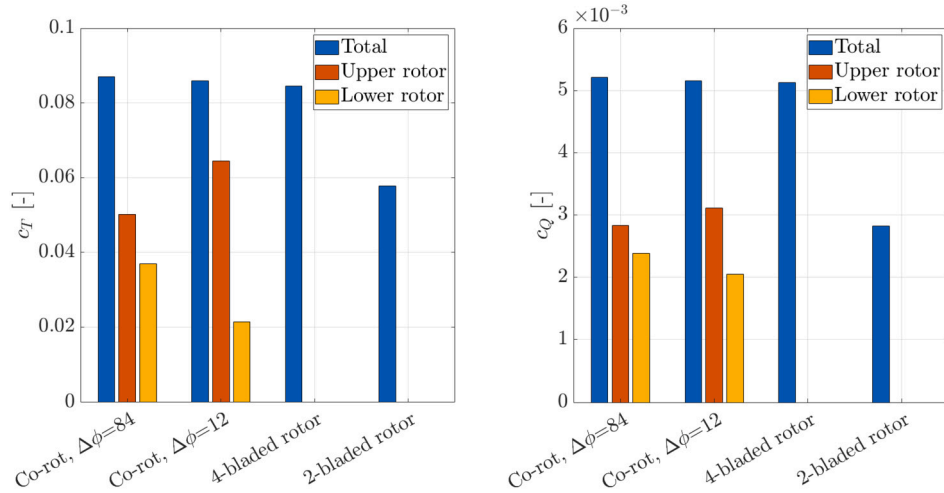 0.1
0.08
0.06
0.04
0.02
0
c_T [-]
Total
Upper rotor
Lower rotor
Co-rot, Δϕ=84
Co-rot, Δϕ=12
4-bladed rotor
2-bladed rotor
×10⁻³
6
5
4
3
2
1
0
c_Q [-]
Total
Upper rotor
Lower rotor
Co-rot, Δϕ=84
Co-rot, Δϕ=12
4-bladed rotor
2-bladed rotor